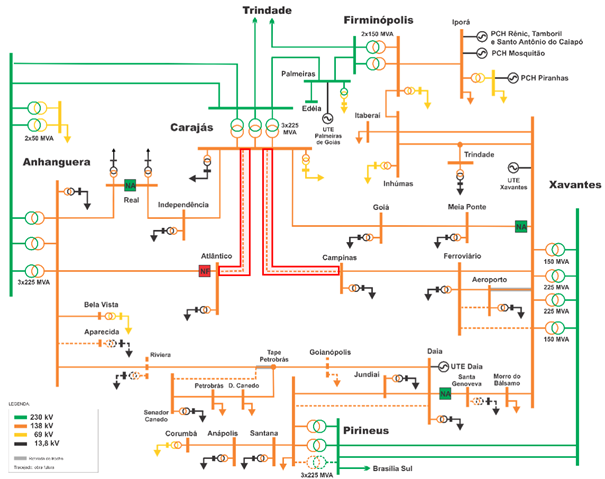 Trindade
Firminópolis
2x150 MVA
Iporá
PCH Rênic, Tamboril
e Santo Antônio do Caiapó
PCH Mosquitão
PCH Piranhas
Palmeiras
Edéia
UTE
Palmeiras
de Goiás
2x50 MVA
Carajás
3x225
MVA
Itaberaí
Trindade
UTE
Xavantes
Inhúmas
Xavantes
Anhanguera
NA
Real
Independência
Goiá
Meia Ponte
NA
Atlântico
NF
Campinas
Ferroviário
Aeroporto
150 MVA
225
MVA
225
MVA
150 MVA
3x225 MVA
Bela Vista
Aparecida
Riviera
Tape
Petrobrás
Goianópolis
Daia
UTE Daia
Jundiaí
NA
Santa
Genoveva
Morro do
Bálsamo
Petrobrás
D. Canedo
Senador
Canedo
LEGENDA:
230 kV
138 kV
69 kV
13,8 kV
Tracejado: obra futura
Corumbá
Anápolis
Santana
Pirineus
3x225
MVA
Brasília Sul